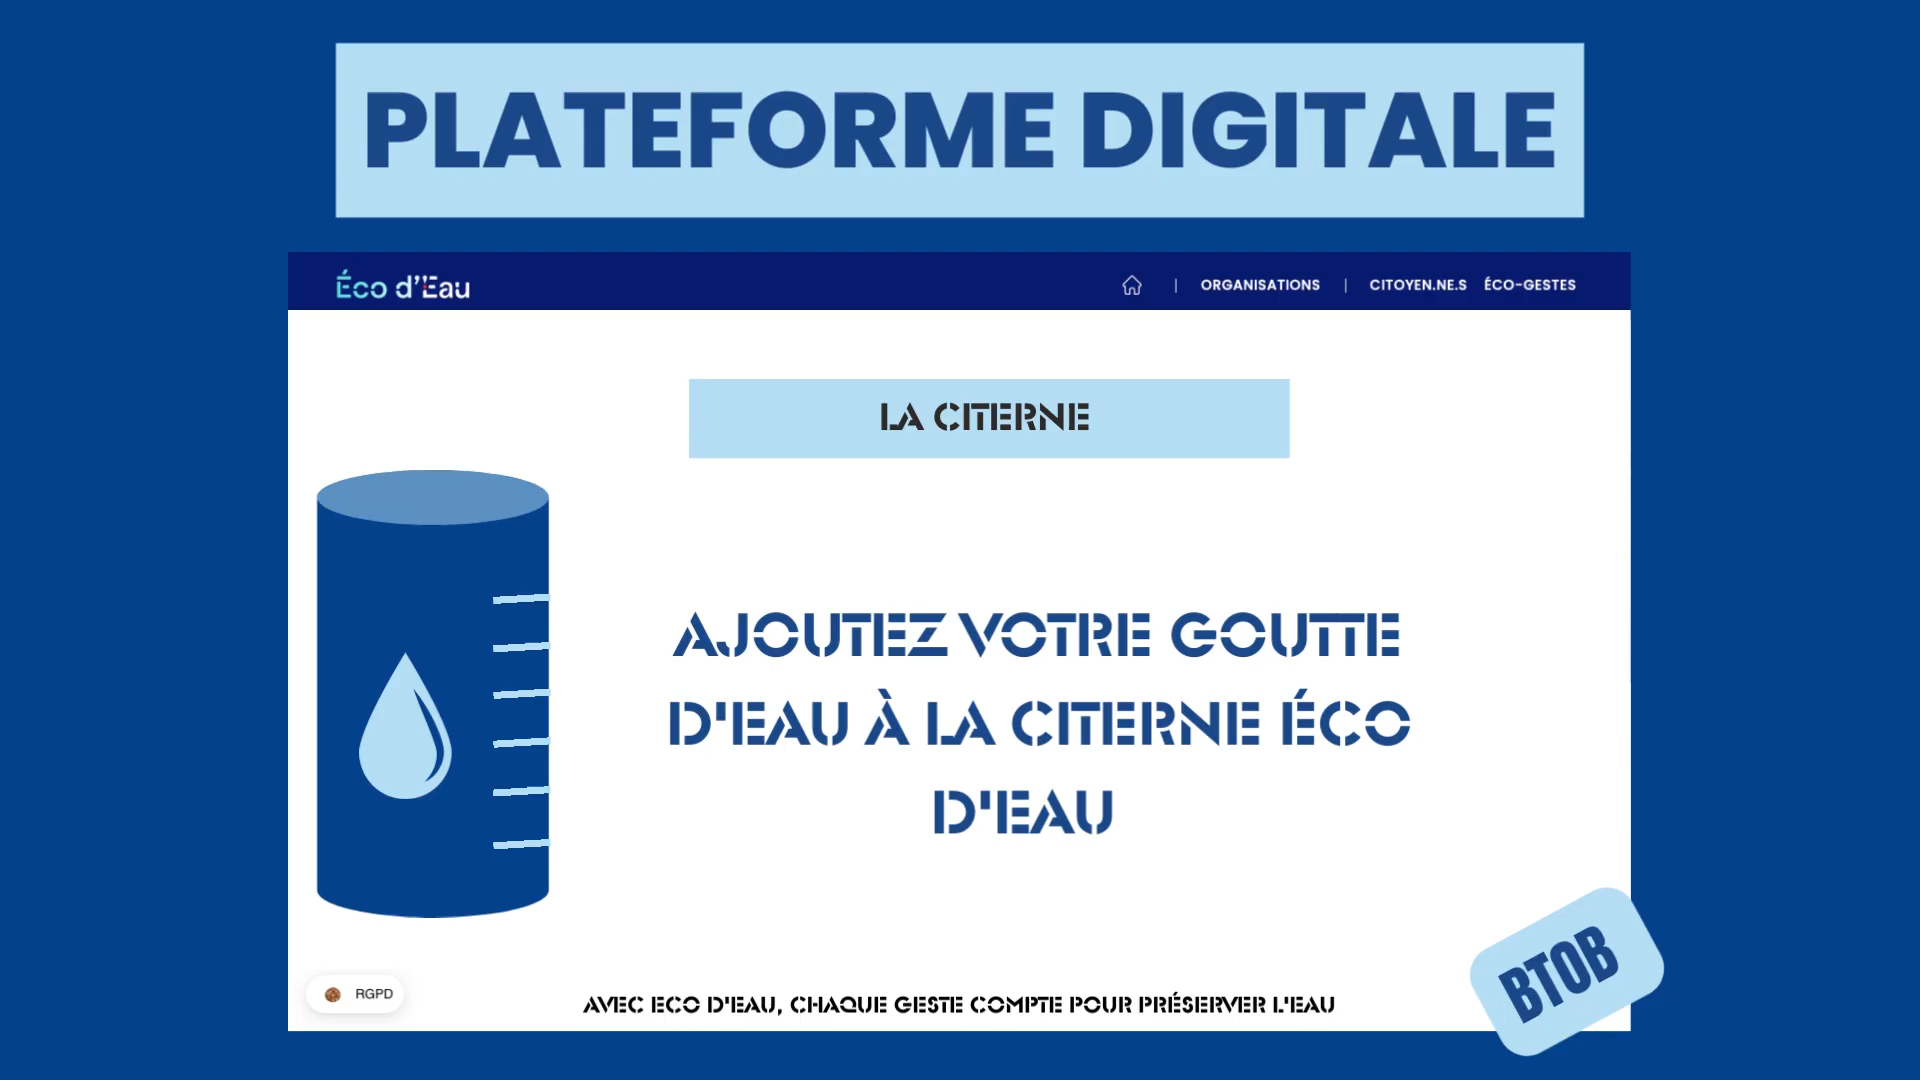 PLATEFORME DIGITALE
Éco d'Eau
| ORGANISATIONS | CITOYEN.NE.S ÉCO-GESTES
LA CITERNE
AJOUTEZ VOTRE GOUTTE
D'EAU À LA CITERNE ÉCO
D'EAU
BTOB
RGPD
AVEC ECO D'EAU, CHAQUE GESTE COMPTE POUR PRÉSERVER L'EAU